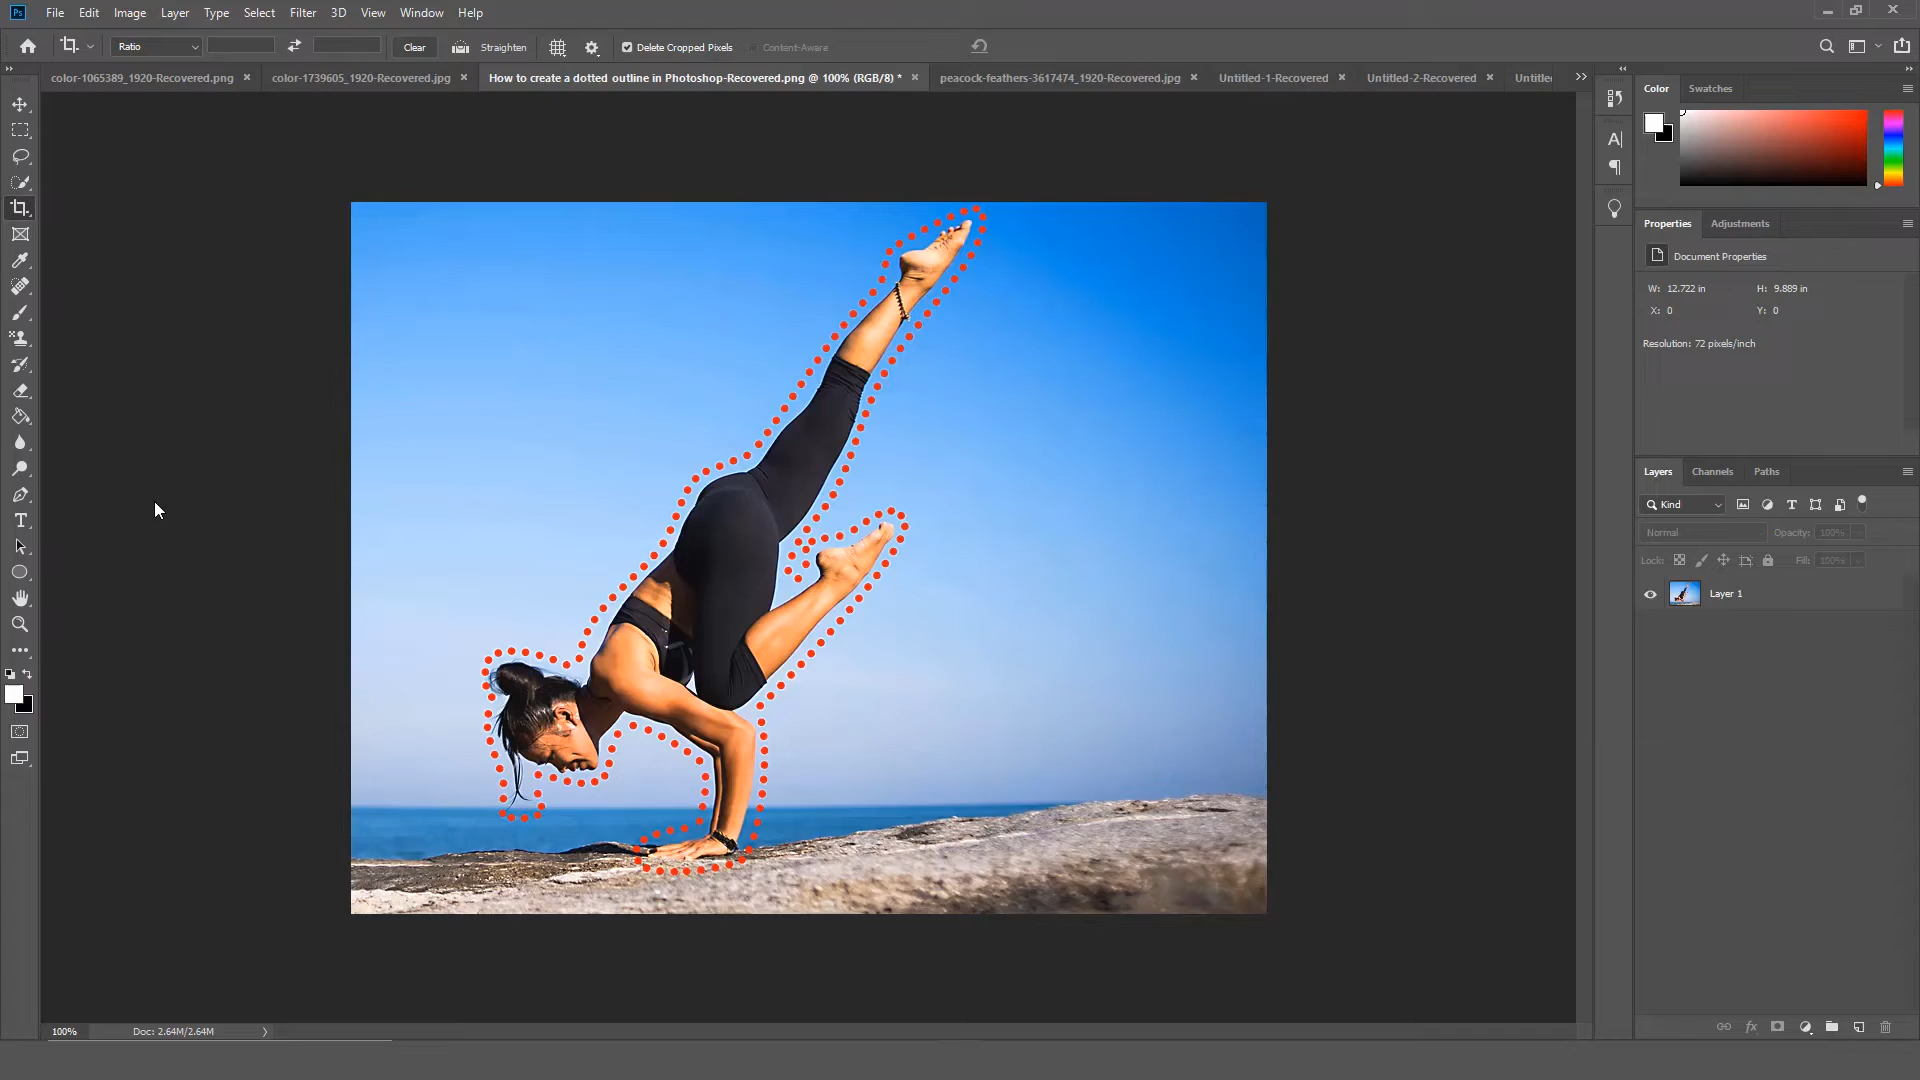 Ps File Edit Image Layer Type Select Filter 3D View Window Help
Ratio Clear Straighten Delete Cropped Pixels Content-Aware
color-1065389_1920-Recovered.png × color-1739605_1920-Recovered.jpg × How to create a dotted outline in Photoshop-Recovered.png @ 100% (RGB/8) * × peacock-feathers-3617474_1920-Recovered.jpg × Untitled-1-Recovered × Untitled-2-Recovered × Untitle
Color Swatches
Properties Adjustments
Document Properties
W: 12.722 in H: 9.889 in
X: 0 Y: 0
Resolution: 72 pixels/inch
Layers Channels Paths
Kind
Normal Opacity: 100%
Lock: Fill: 100%
Layer 1
100% Doc: 2.64M/2.64M